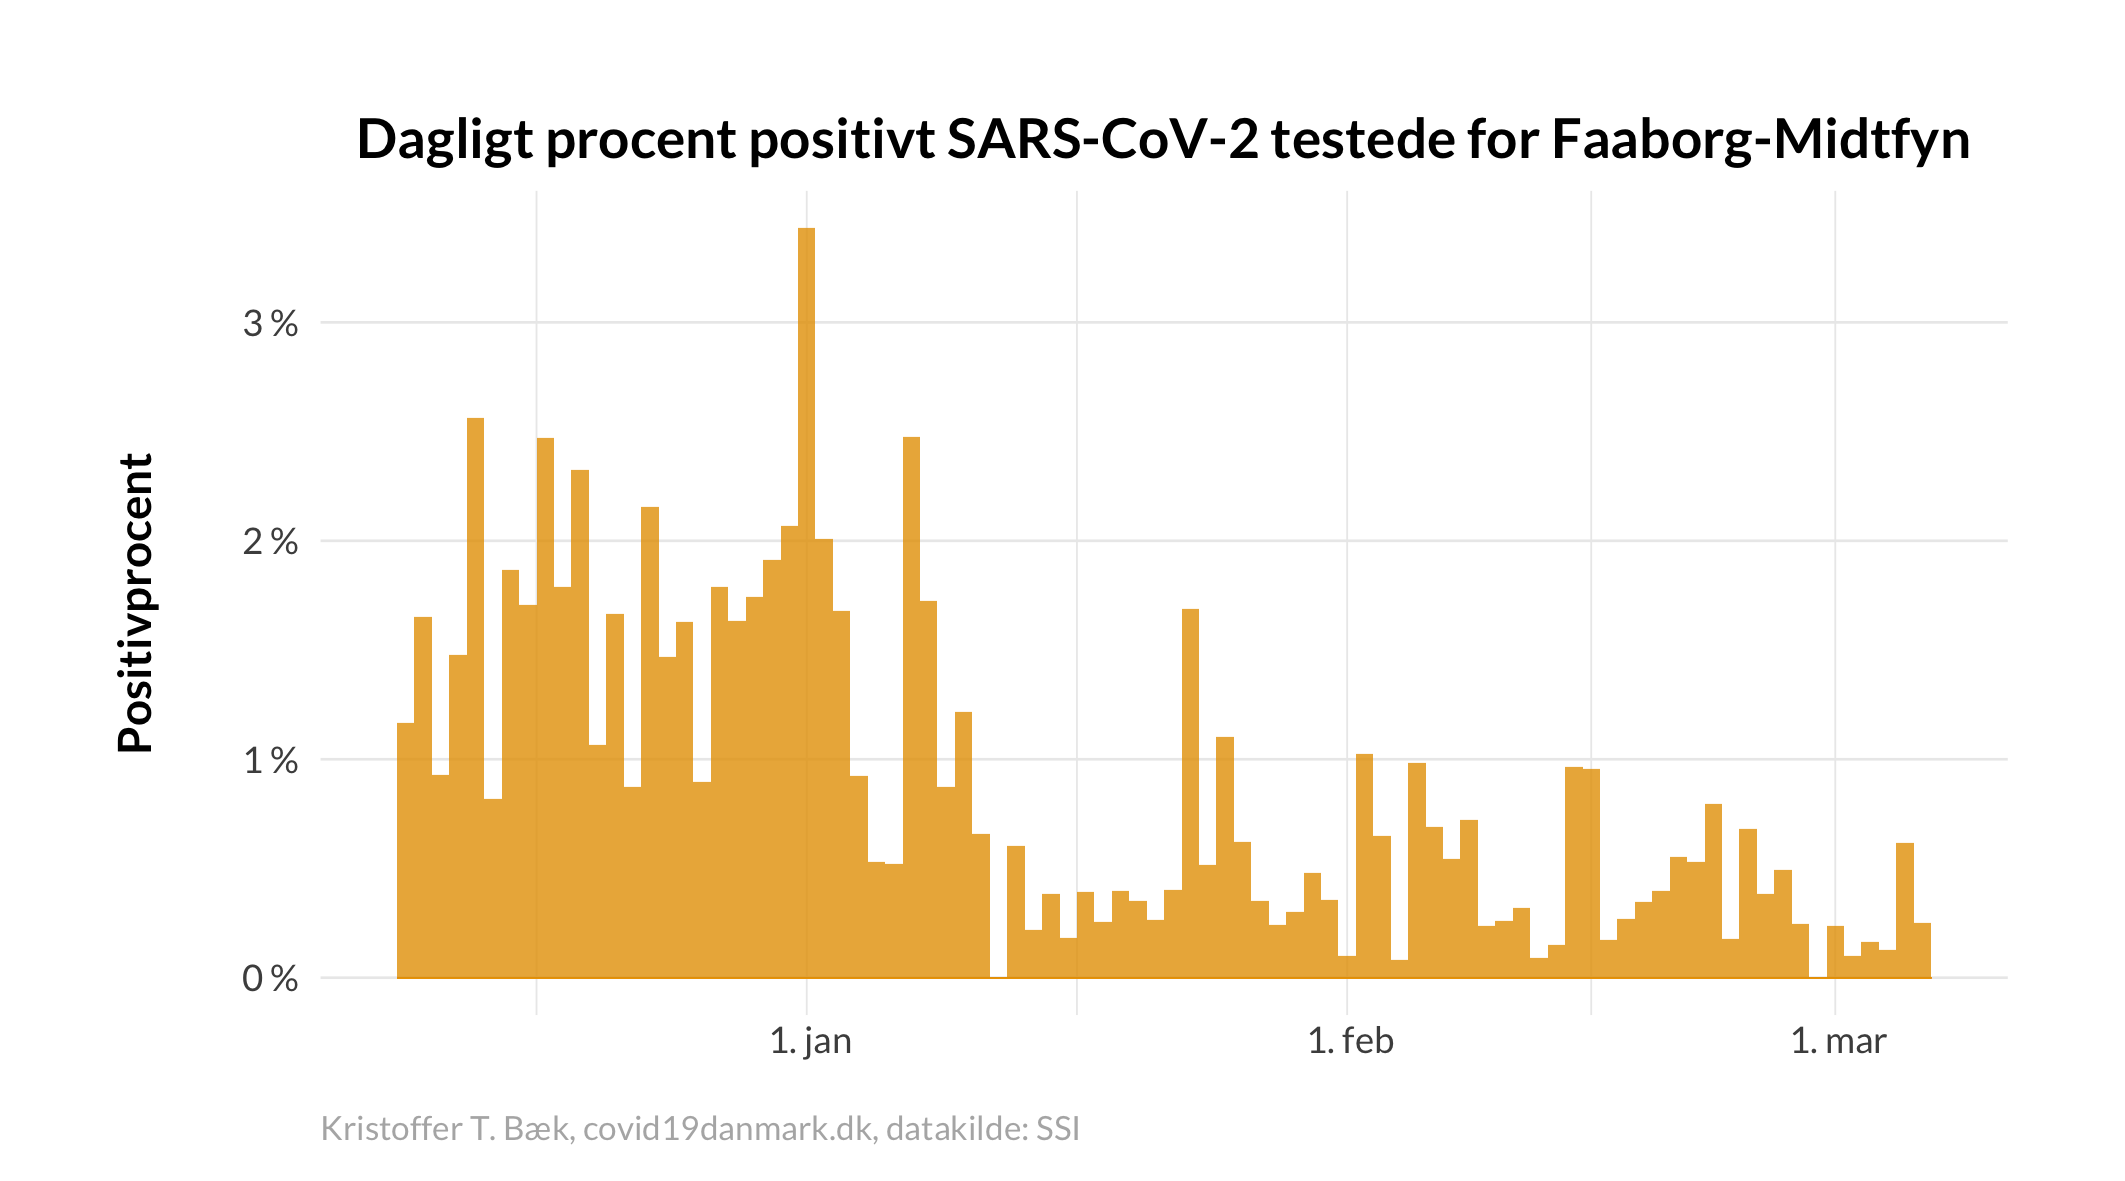 Dagligt procent positivt SARS-CoV-2 testede for Faaborg-Midtfyn
Positivprocent
3 %
2 %
1 %
0 %
1. jan
1. feb
1. mar
Kristoffer T. Bæk, covid19danmark.dk, datakilde: SSI